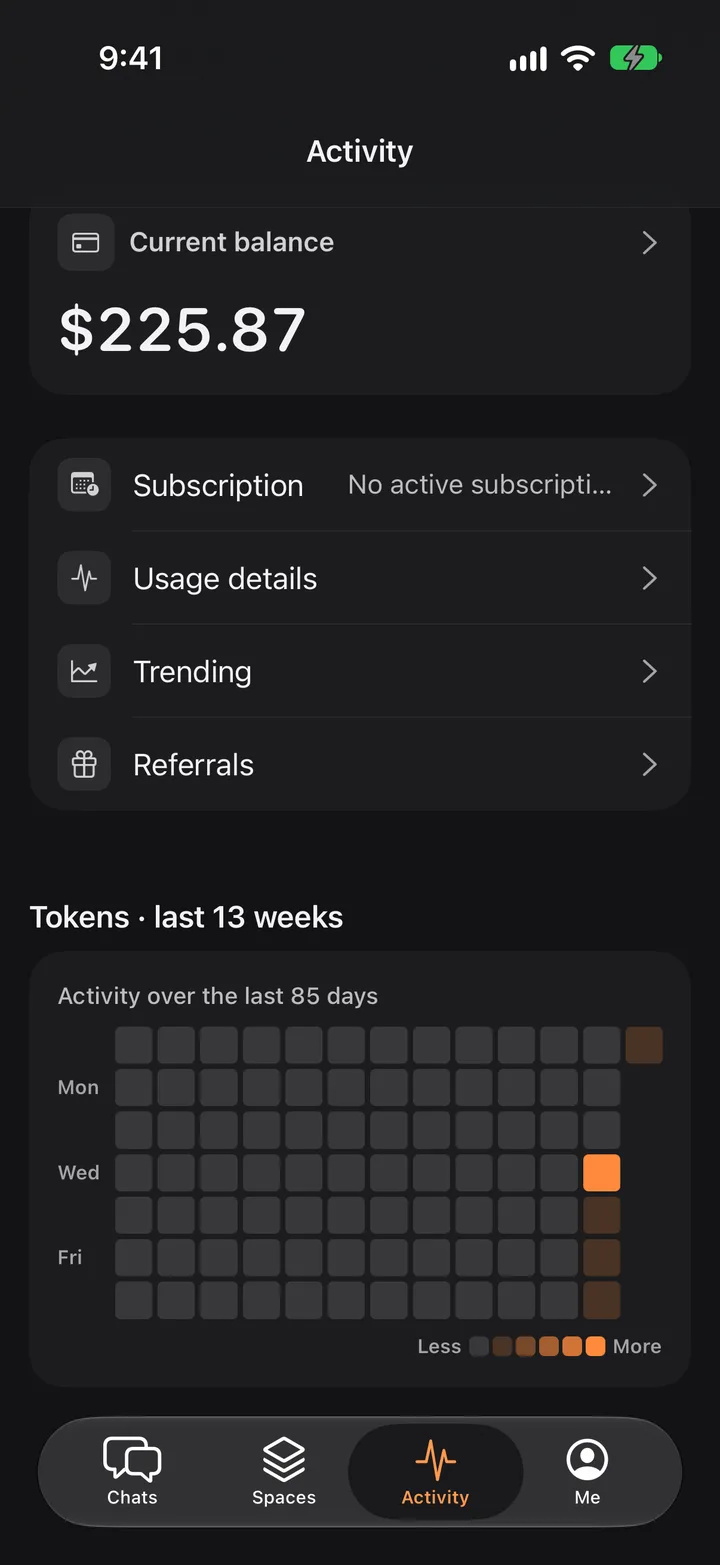 9:41
Activity
Current balance
$225.87
Subscription No active subscripti...
Usage details
Trending
Referrals
Tokens · last 13 weeks
Activity over the last 85 days
Mon
Wed
Fri
Less More
Chats Spaces Activity Me